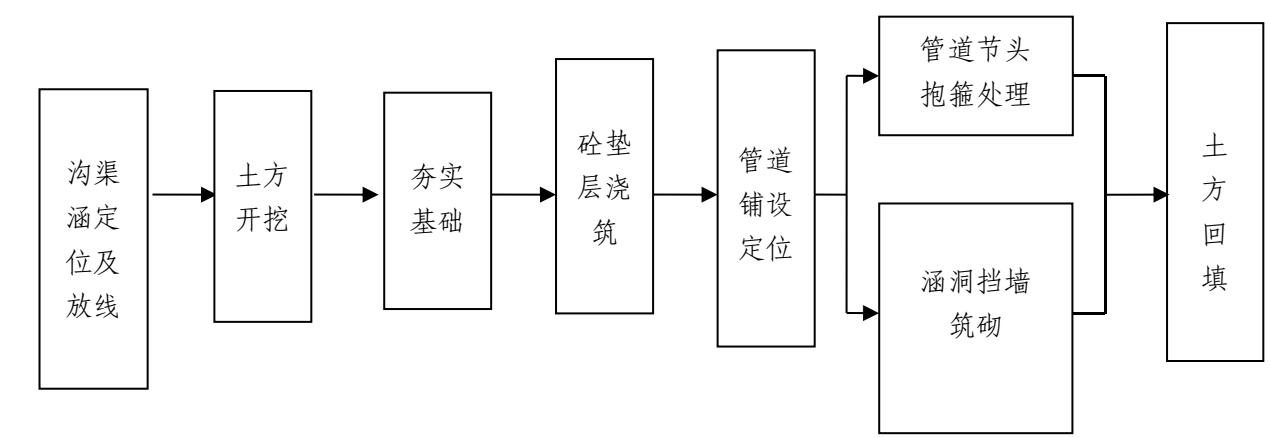 沟渠
涵定
位及
放线
土方
开挖
夯实
基础
砼垫
层浇
筑
管道
铺设
定位
管道节头
抱箍处理
涵洞挡墙
筑砌
土
方
回
填